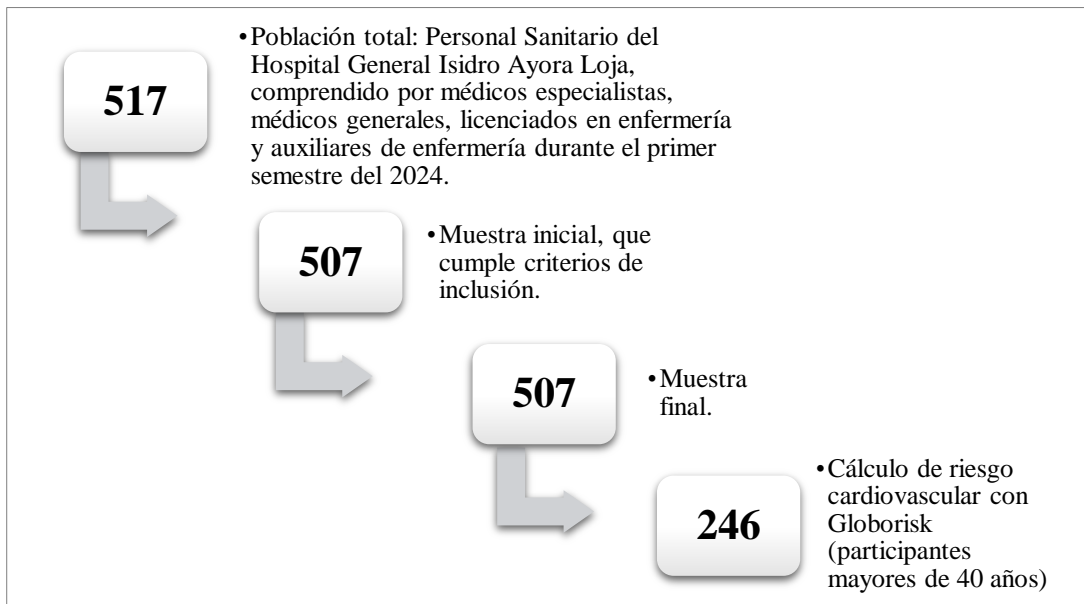 517
•Población total: Personal Sanitario del
Hospital General Isidro Ayora Loja,
comprendido por médicos especialistas,
médicos generales, licenciados en enfermería
y auxiliares de enfermería durante el primer
semestre del 2024.
507
•Muestra inicial, que
cumple criterios de
inclusión.
507
•Muestra
final.
246
•Cálculo de riesgo
cardiovascular con
Globorisk
(participantes
mayores de 40 años)